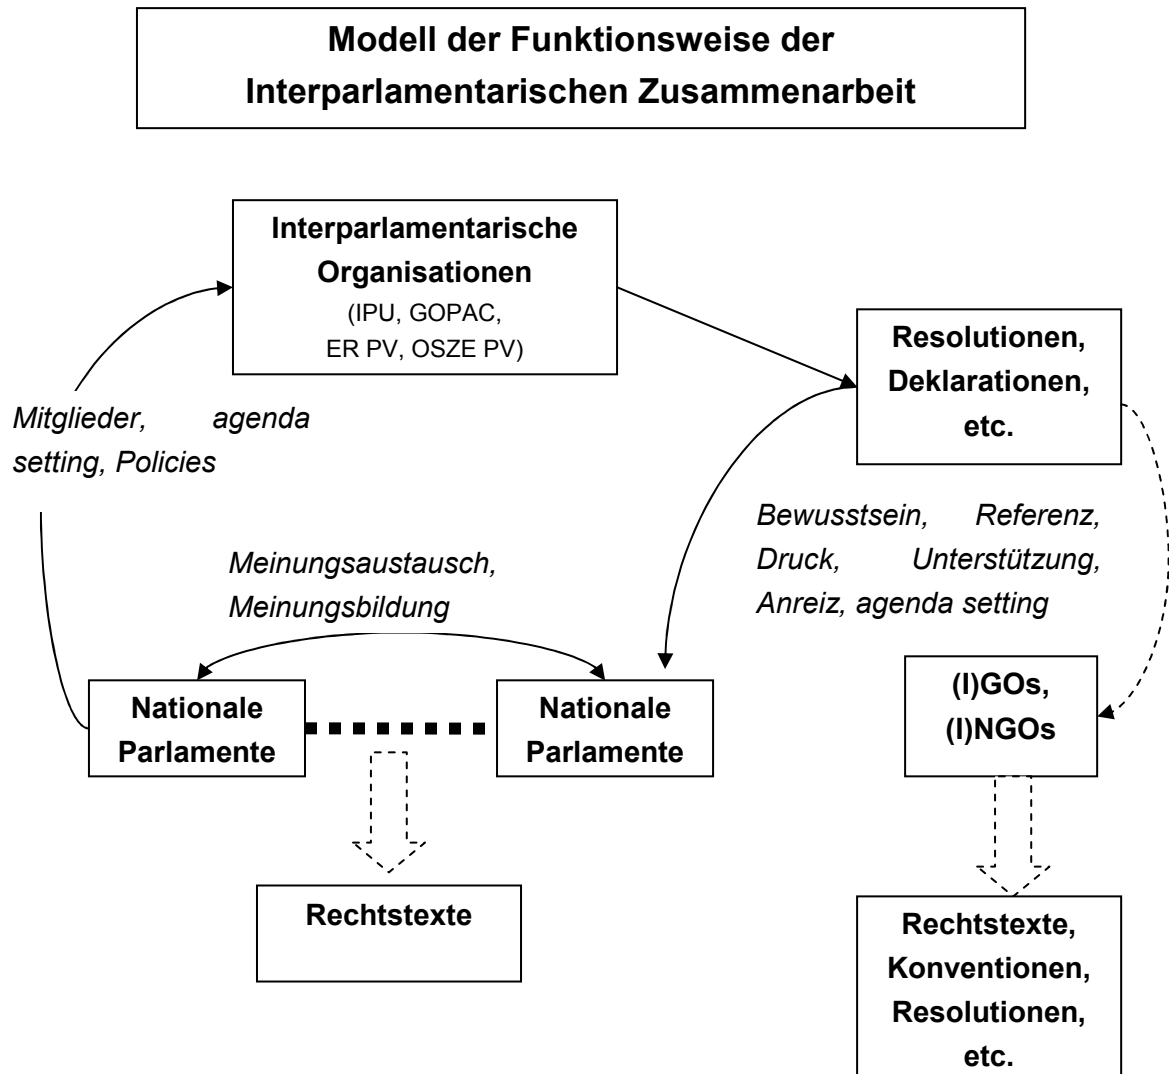 Modell der Funktionsweise der
Interparlamentarischen Zusammenarbeit
Interparlamentarische
Organisationen
(IPU, GOPAC,
ER PV, OSZE PV)
Resolutionen,
Deklarationen,
etc.
Mitglieder, agenda
setting, Policies
Bewusstsein, Referenz,
Druck, Unterstützung,
Anreiz, agenda setting
Meinungsaustausch,
Meinungsbildung
Nationale
Parlamente
Nationale
Parlamente
(I)GOs,
(I)NGOs
Rechtstexte
Rechtstexte,
Konventionen,
Resolutionen,
etc.